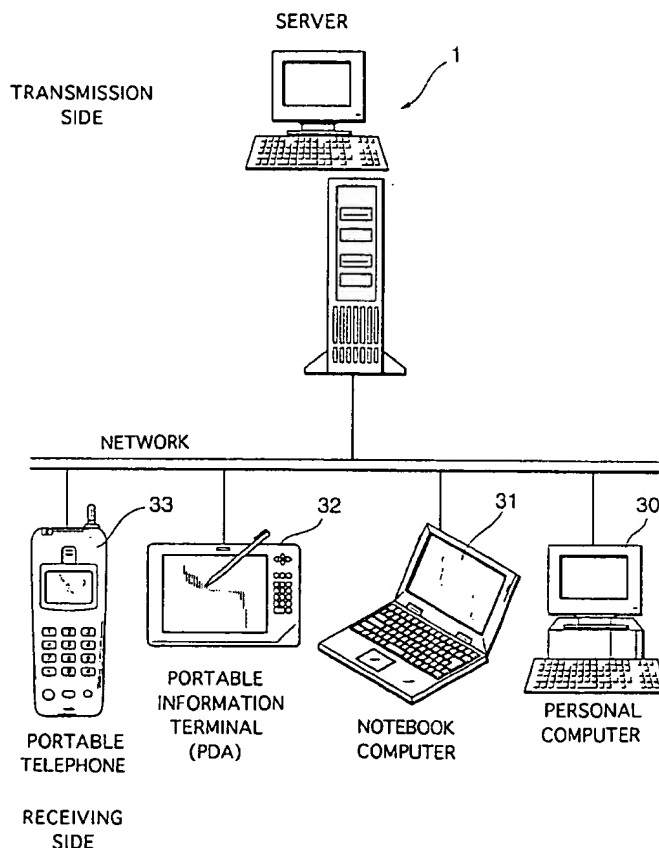 SERVER
1
TRANSMISSION
SIDE
NETWORK
33
32
31
30
PORTABLE
TELEPHONE
PORTABLE
INFORMATION
TERMINAL
(PDA)
NOTEBOOK
COMPUTER
PERSONAL
COMPUTER
RECEIVING
SIDE